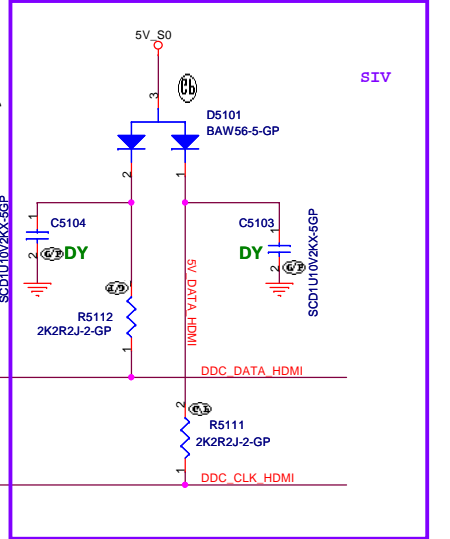 5V_S0
SIV
3
D5101
BAW56-5-GP
2
1
1
C5104
2
DY
SCD1U10V2KX-5GP
C5103
1
DY
2
SCD1U10V2KX-5GP
5V_DATA_HDMI
R5112
2K2R2J-2-GP
1
DDC_DATA_HDMI
2
R5111
2K2R2J-2-GP
1
DDC_CLK_HDMI